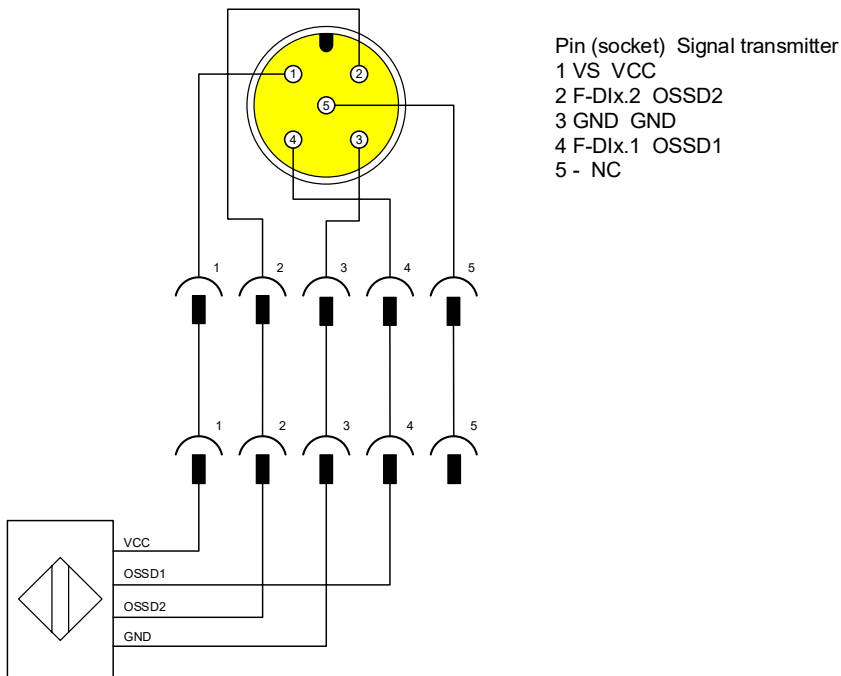 Pin (socket) Signal transmitter
1 VS VCC
2 F-DIx.2 OSSD2
3 GND GND
4 F-DIx.1 OSSD1
5 - NC
1 2
5
4 3
1 2 3 4 5
1 2 3 4 5
VCC
OSSD1
OSSD2
GND